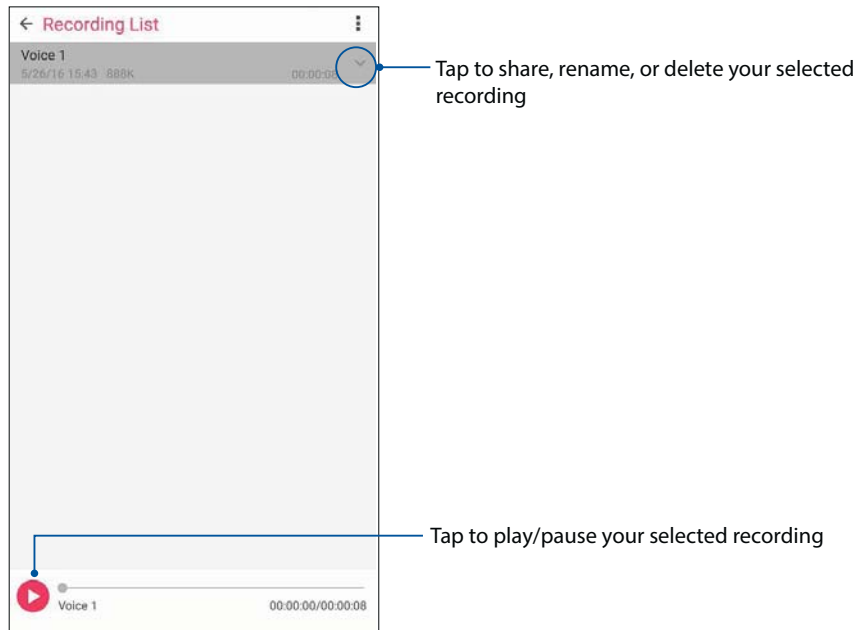 Recording List
Voice 1
5/26/16 15:43 888K 00:00:08
Tap to share, rename, or delete your selected
recording
Tap to play/pause your selected recording
Voice 1 00:00:00/00:00:08